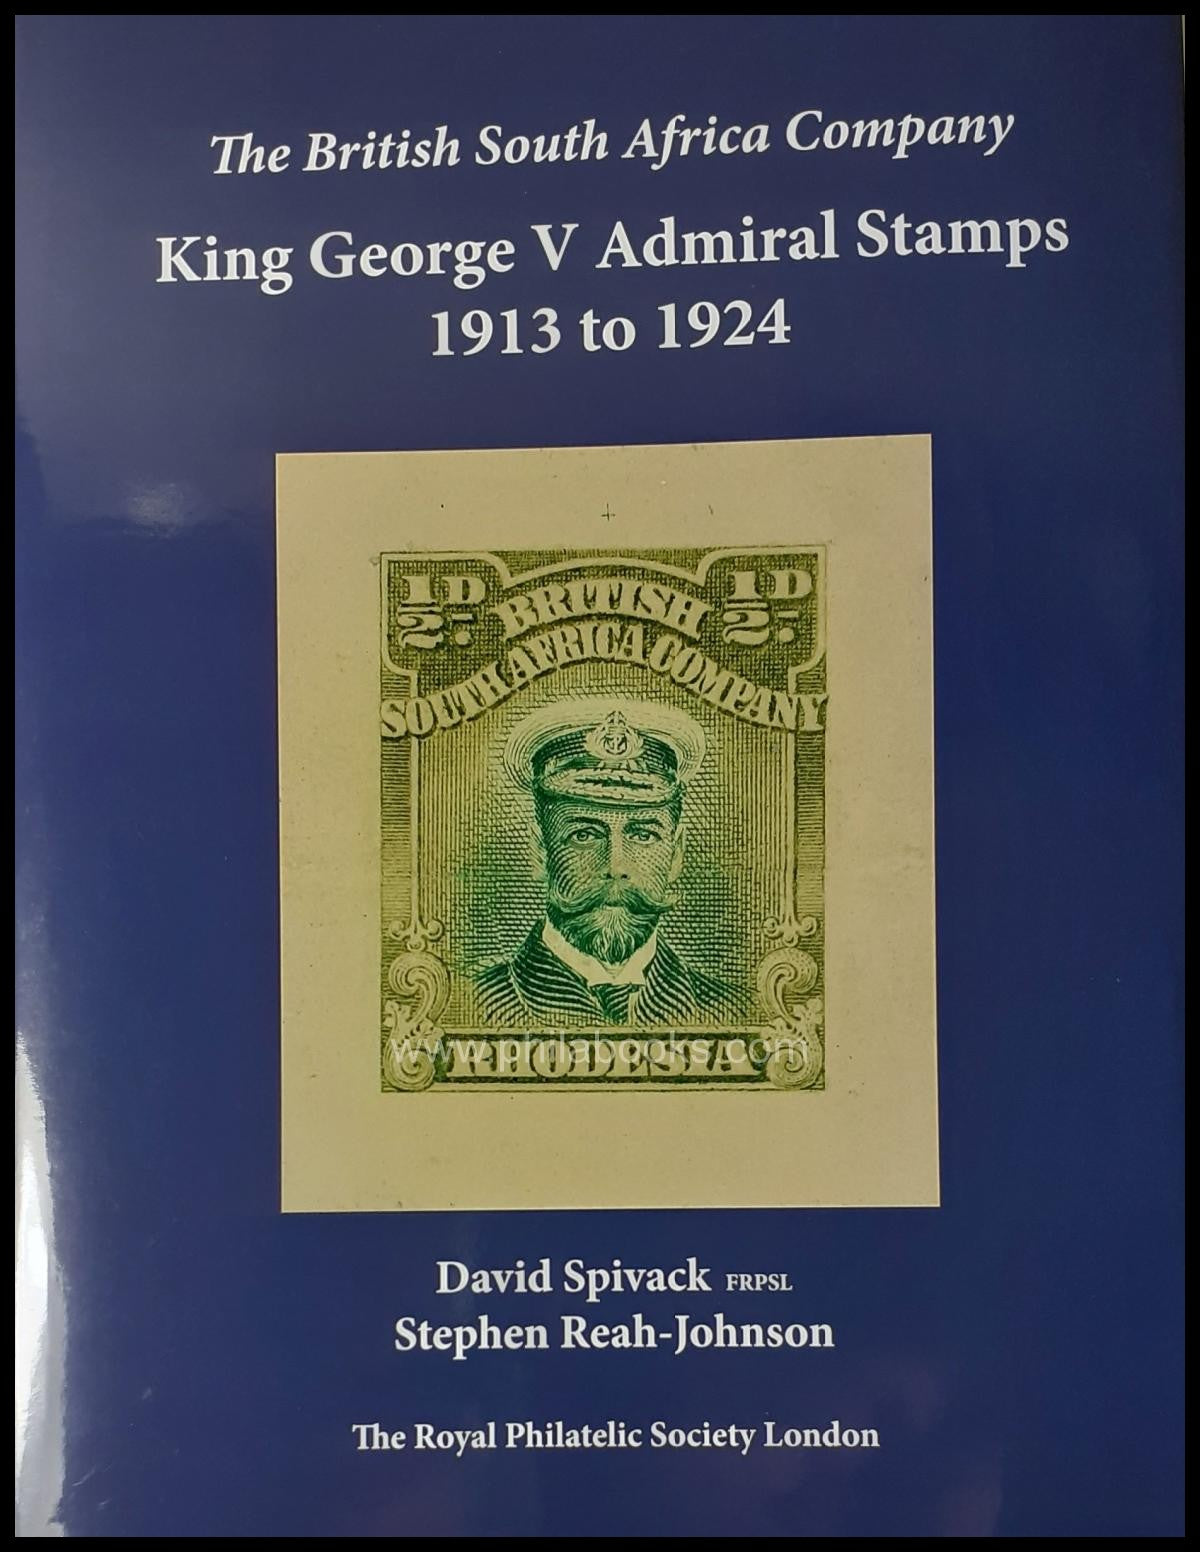 The British South Africa Company
King George V Admiral Stamps
1913 to 1924
½D. ½D.
BRITISH
SOUTH AFRICA COMPANY
www.philabooks.com
RHODESIA
David Spivack FRPSL
Stephen Reah-Johnson
The Royal Philatelic Society London